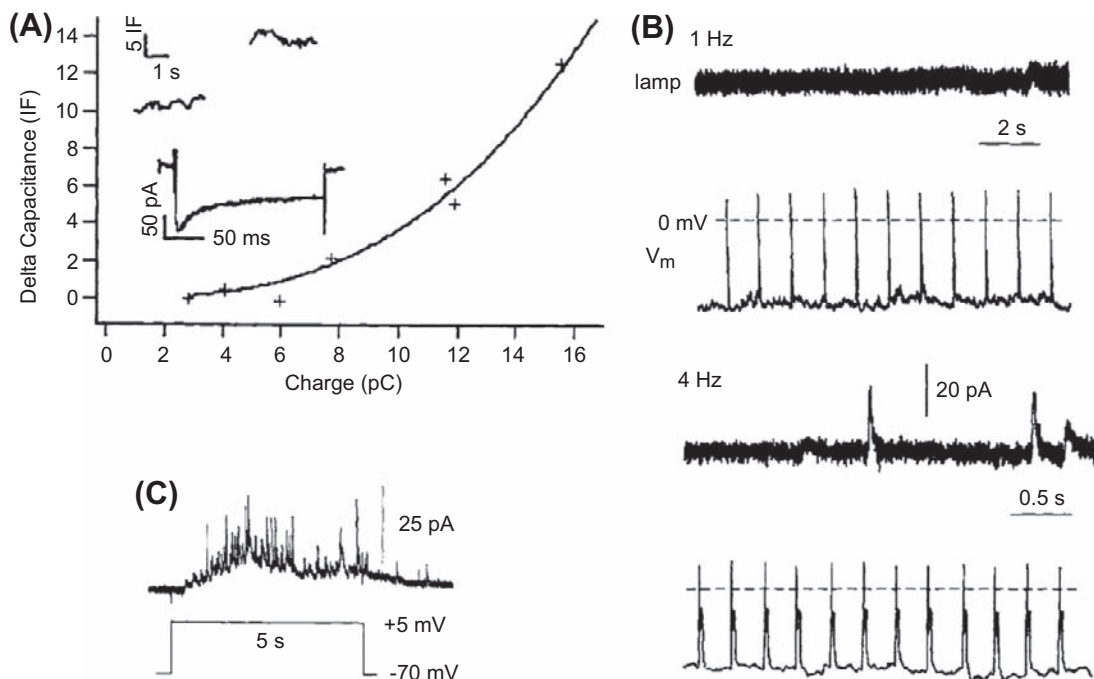 (A)
5 IF
1 s
Delta Capacitance (IF)
14
12
10
8
6
4
2
0
50 pA
50 ms
0 2 4 6 8 10 12 14 16
Charge (pC)
(B)
1 Hz
lamp
2 s
0 mV
Vm
4 Hz
20 pA
0.5 s
(C)
25 pA
+5 mV
5 s
-70 mV